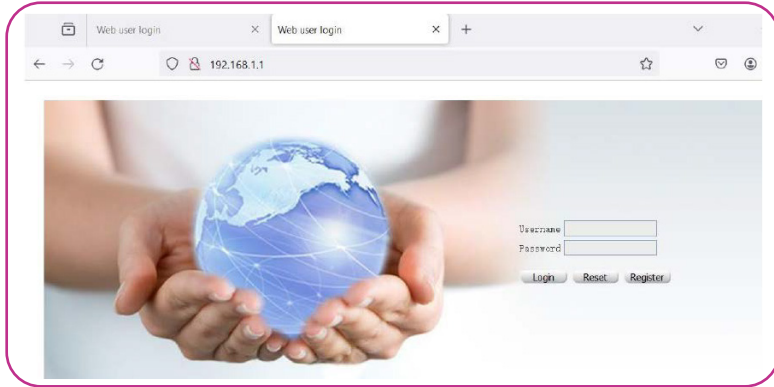 Web user login
Web user login
192.168.1.1
Username
Password
Login Reset Register